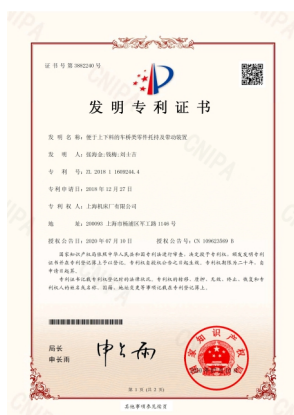 证书号第3882240号
发明专利证书
发明名称：便于上下料的车桥类零件托持及带动装置
发明人：张海金;钱梅;刘士吉
专利号：ZL 2018 1 1609244.4
专利申请日：2018年12月27日
专利权人：上海机床厂有限公司
地址：200093 上海市杨浦区军工路1146号
授权公告日：2020年07月10日 授权公告号：CN 109623569 B
国家知识产权局依照中华人民共和国专利法进行审查，决定授予专利权，颁发发明专利
证书并在专利登记簿上予以登记。专利权自授权公告之日起生效。专利权期限为二十年，自
申请日起算。
专利证书记载专利权登记时的法律状况。专利权的转移、质押、无效、终止、恢复和专
利权人的姓名或名称、国籍、地址变更等事项记载在专利登记簿上。
局长
申长雨
第 1 页 (共 2 页)
其他事项参见续页